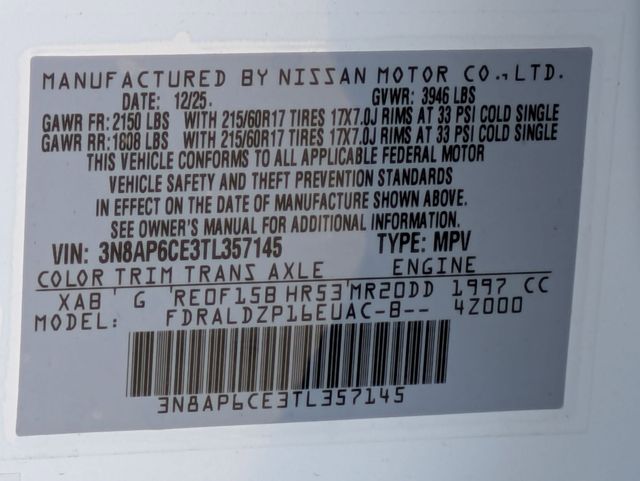 MANUFACTURED BY NISSAN MOTOR CO., LTD.
DATE: 12/25. GVWR: 3946 LBS
GAWR FR: 2150 LBS WITH 215/60R17 TIRES 17X7.0J RIMS AT 33 PSI COLD SINGLE
GAWR RR: 1808 LBS WITH 215/60R17 TIRES 17X7.0J RIMS AT 33 PSI COLD SINGLE
THIS VEHICLE CONFORMS TO ALL APPLICABLE FEDERAL MOTOR
VEHICLE SAFETY AND THEFT PREVENTION STANDARDS
IN EFFECT ON THE DATE OF MANUFACTURE SHOWN ABOVE.
SEE OWNER'S MANUAL FOR ADDITIONAL INFORMATION.
VIN: 3N8AP6CE3TL357145 TYPE: MPV
COLOR TRIM TRANS AXLE ENGINE
XAB G RE0F15B HR53 MR20DD 1997 CC
MODEL: FDRALDZP16EUAC-B-- 4Z000
3N8AP6CE3TL357145